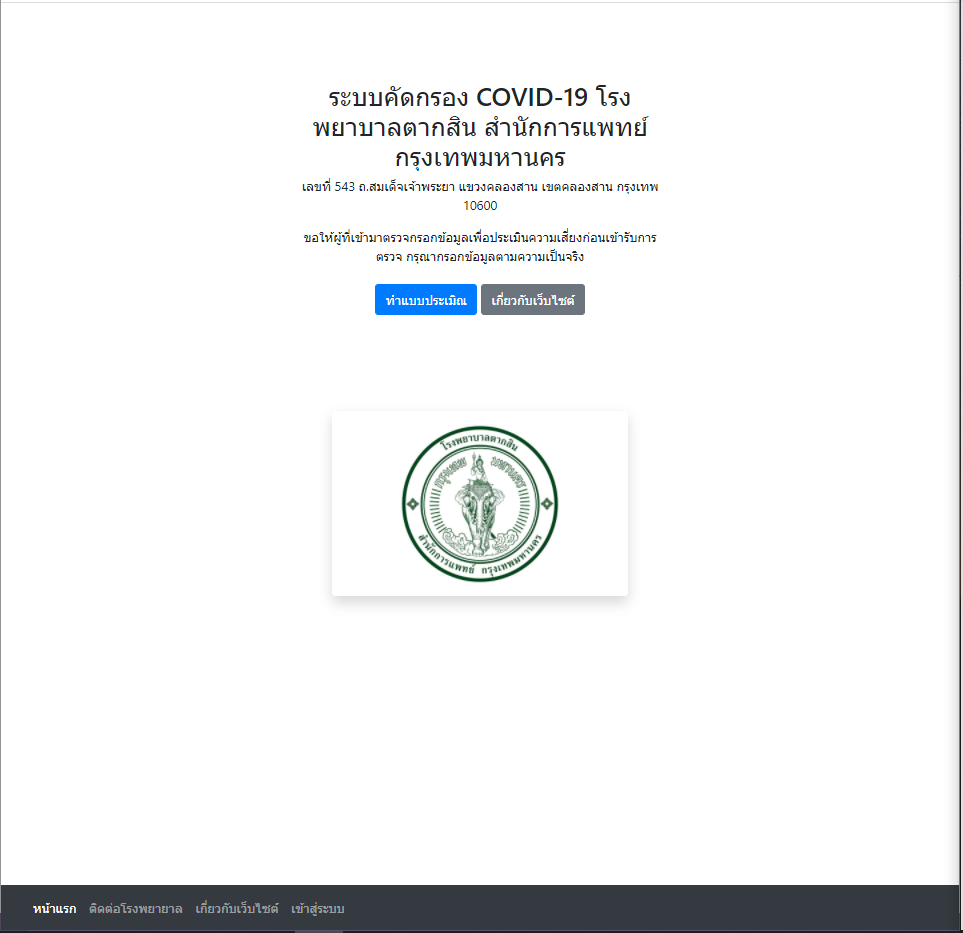 ระบบคัดกรอง COVID-19 โรง
พยาบาลตากสิน สำนักการแพทย์
กรุงเทพมหานคร
เลขที่ 543 ถ.สมเด็จเจ้าพระยา แขวงคลองสาน เขตคลองสาน กรุงเทพ
10600
ขอให้ผู้ที่เข้ามาตรวจกรอกข้อมูลเพื่อประเมินความเสี่ยงก่อนเข้ารับการ
ตรวจ กรุณากรอกข้อมูลตามความเป็นจริง
ทำแบบประเมิณ เกี่ยวกับเว็บไซต์
โรงพยาบาลตากสิน
กรุงเทพ มหานคร
สำนักการแพทย์ กรุงเทพมหานคร
หน้าแรก ติดต่อโรงพยายาล เกี่ยวกับเว็บไซต์ เข้าสู่ระบบ